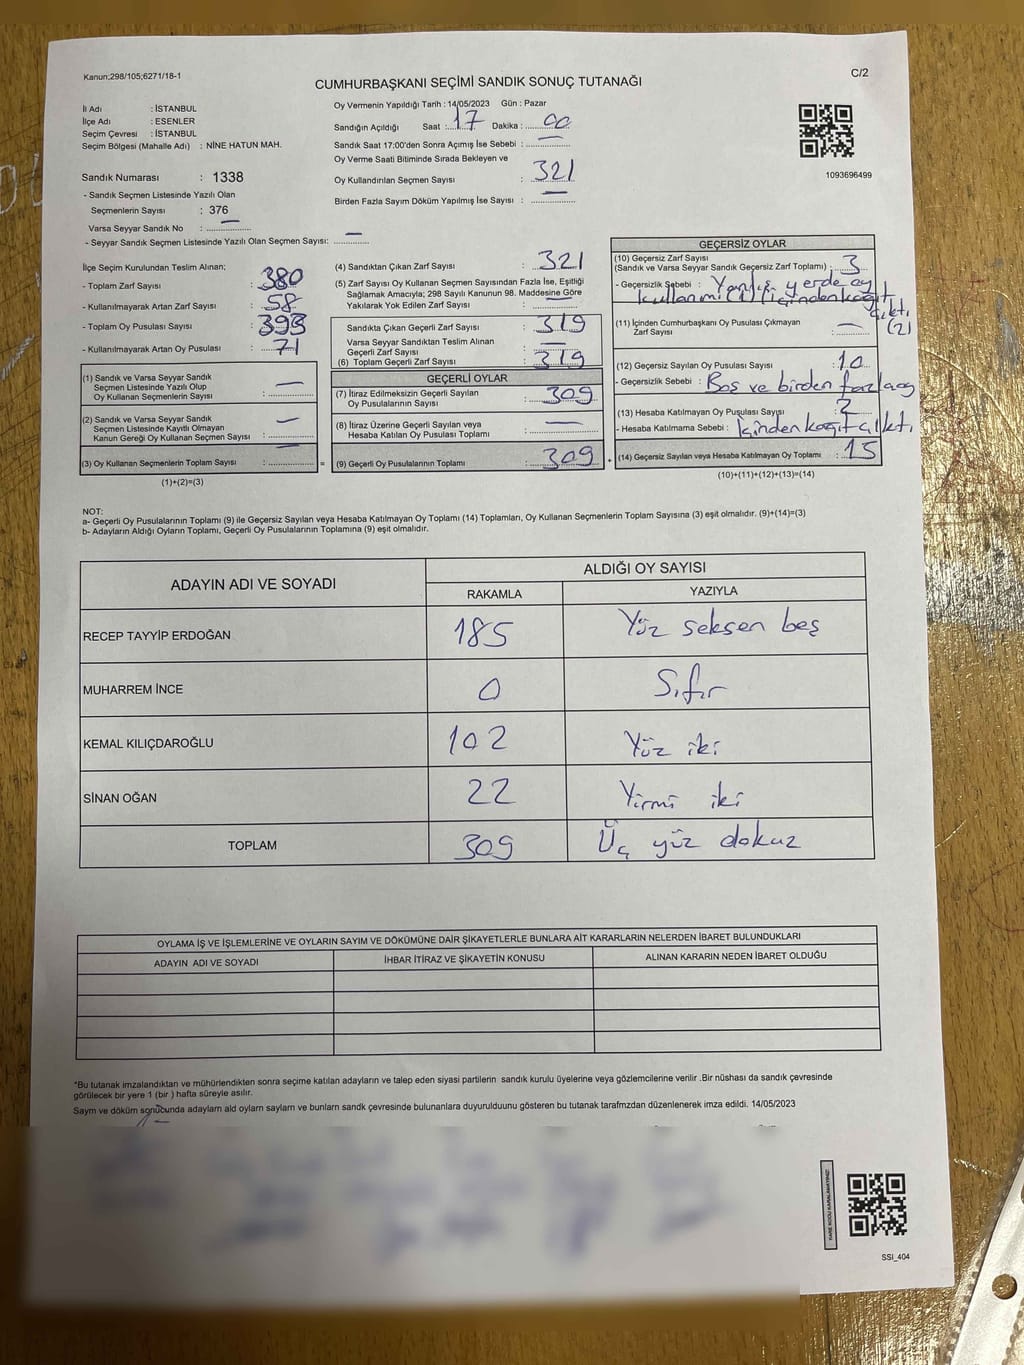 Kanun;298/105;6271/18-1
C/2
CUMHURBAŞKANI SEÇİMİ SANDIK SONUÇ TUTANAĞI
İl Adı : İSTANBUL
İlçe Adı : ESENLER
Seçim Çevresi : İSTANBUL
Seçim Bölgesi (Mahalle Adı) : NİNE HATUN MAH.
Sandık Numarası : 1338
- Sandık Seçmen Listesinde Yazılı Olan
Seçmenlerin Sayısı : 376
Varsa Seyyar Sandık No : —
- Seyyar Sandık Seçmen Listesinde Yazılı Olan Seçmen Sayısı: —
Oy Vermenin Yapıldığı Tarih : 14/05/2023 Gün : Pazar
Sandığın Açıldığı Saat : 17 Dakika : 00
Sandık Saat 17:00'den Sonra Açımış İse Sebebi : —
Oy Verme Saati Bitiminde Sırada Bekleyen ve
Oy Kullandırılan Seçmen Sayısı : 321
Birden Fazla Sayım Döküm Yapılmış İse Sayısı : —
1093696499
İlçe Seçim Kurulundan Teslim Alınan;
- Toplam Zarf Sayısı : 380
- Kullanılmayarak Artan Zarf Sayısı : 58
- Toplam Oy Pusulası Sayısı : 393
- Kullanılmayarak Artan Oy Pusulası : 71
(1) Sandık ve Varsa Seyyar Sandık
Seçmen Listesinde Yazılı Olup
Oy Kullanan Seçmenlerin Sayısı : —
(2) Sandık ve Varsa Seyyar Sandık
Seçmen Listesinde Kayıtlı Olmayan
Kanun Gereği Oy Kullanan Seçmen Sayısı : —
(3) Oy Kullanan Seçmenlerin Toplam Sayısı : — =
(1)+(2)=(3)
(4) Sandıktan Çıkan Zarf Sayısı : 321
(5) Zarf Sayısı Oy Kullanan Seçmen Sayısından Fazla İse, Eşitliği
Sağlamak Amacıyla; 298 Sayılı Kanunun 98. Maddesine Göre
Yakılarak Yok Edilen Zarf Sayısı : —
Sandıkta Çıkan Geçerli Zarf Sayısı : 319
Varsa Seyyar Sandıktan Teslim Alınan
Geçerli Zarf Sayısı : —
(6) Toplam Geçerli Zarf Sayısı : 319
GEÇERLİ OYLAR
(7) İtiraz Edilmeksizin Geçerli Sayılan
Oy Pusulalarının Sayısı : 309
(8) İtiraz Üzerine Geçerli Sayılan veya
Hesaba Katılan Oy Pusulası Toplamı : —
(9) Geçerli Oy Pusulalarının Toplamı : 309
GEÇERSİZ OYLAR
(10) Geçersiz Zarf Sayısı
(Sandık ve Varsa Seyyar Sandık Geçersiz Zarf Toplamı) : 3
- Geçersizlik Sebebi : Yanlış yerde oy
kullanımı (1) İçinden kağıt
çıktı
(2)
(11) İçinden Cumhurbaşkanı Oy Pusulası Çıkmayan
Zarf Sayısı : —
(12) Geçersiz Sayılan Oy Pusulası Sayısı : 10
- Geçersizlik Sebebi : Boş ve birden fazla oy
(13) Hesaba Katılmayan Oy Pusulası Sayısı : 2
- Hesaba Katılmama Sebebi : İçinden kağıt çıktı
(14) Geçersiz Sayılan veya Hesaba Katılmayan Oy Toplamı : 15
(10)+(11)+(12)+(13)=(14)
NOT:
a- Geçerli Oy Pusulalarının Toplamı (9) ile Geçersiz Sayılan veya Hesaba Katılmayan Oy Toplamı (14) Toplamları, Oy Kullanan Seçmenlerin Toplam Sayısına (3) eşit olmalıdır. (9)+(14)=(3)
b- Adayların Aldığı Oyların Toplamı, Geçerli Oy Pusulalarının Toplamına (9) eşit olmalıdır.
ADAYIN ADI VE SOYADI
ALDIĞI OY SAYISI
RAKAMLA YAZIYLA
RECEP TAYYİP ERDOĞAN 185 Yüz seksen beş
MUHARREM İNCE 0 Sıfır
KEMAL KILIÇDAROĞLU 102 Yüz iki
SİNAN OĞAN 22 Yirmi iki
TOPLAM 309 Üç yüz dokuz
OYLAMA İŞ VE İŞLEMLERİNE VE OYLARIN SAYIM VE DÖKÜMÜNE DAİR ŞİKAYETLERLE BUNLARA AİT KARARLARIN NELERDEN İBARET BULUNDUKLARI
ADAYIN ADI VE SOYADI İHBAR İTİRAZ VE ŞİKAYETİN KONUSU ALINAN KARARIN NEDEN İBARET OLDUĞU
*Bu tutanak imzalandıktan ve mühürlendikten sonra seçime katılan adayların ve talep eden siyasi partilerin sandık kurulu üyelerine veya gözlemcilerine verilir .Bir nüshası da sandık çevresinde
görülecek bir yere 1 (bir ) hafta süreyle asılır.
Saym ve döküm sonucunda adaylarn ald oylarn saylarn ve bunlarn sandk çevresinde bulunanlara duyurulduunu gösteren bu tutanak tarafmzdan düzenlenerek imza edildi. 14/05/2023
KARE KODU KARALAMAYINIZ!
SSI_404